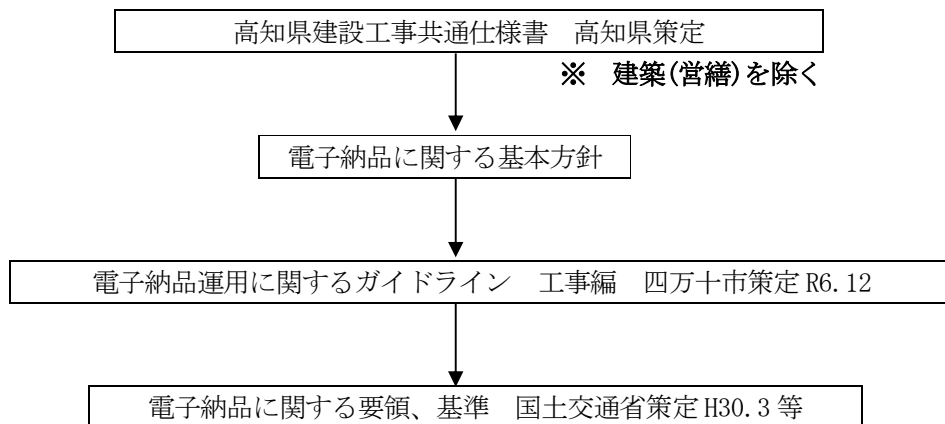 高知県建設工事共通仕様書　高知県策定
※　建築(営繕)を除く
電子納品に関する基本方針
電子納品運用に関するガイドライン　工事編　四万十市策定 R6.12
電子納品に関する要領、基準　国土交通省策定 H30.3 等